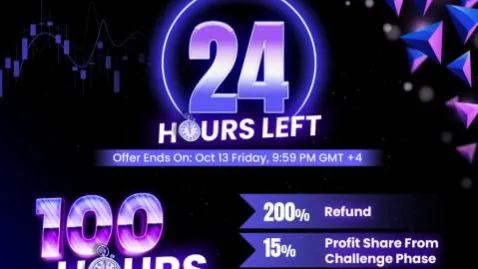 24
HOURS LEFT
Offer Ends On: Oct 13 Friday, 9:59 PM GMT +4
100
HOURS
200% Refund
15% Profit Share From
Challenge Phase